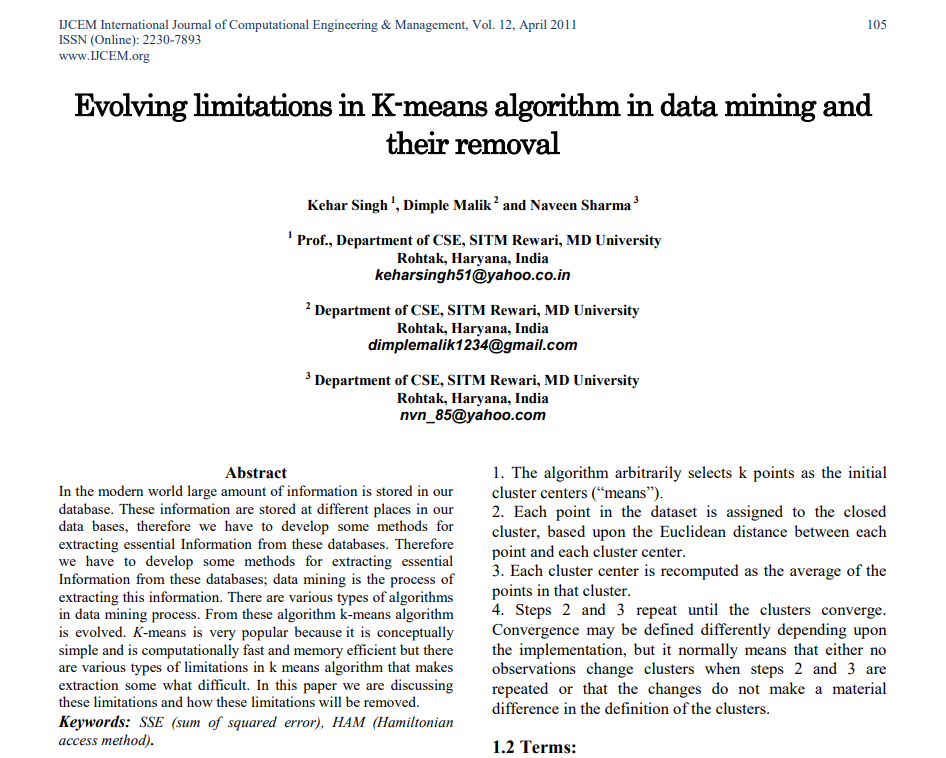 IJCEM International Journal of Computational Engineering & Management, Vol. 12, April 2011 105
ISSN (Online): 2230-7893
www.IJCEM.org
Evolving limitations in K-means algorithm in data mining and
their removal
Kehar Singh 1, Dimple Malik 2 and Naveen Sharma 3
1 Prof., Department of CSE, SITM Rewari, MD University
Rohtak, Haryana, India
keharsingh51@yahoo.co.in
2 Department of CSE, SITM Rewari, MD University
Rohtak, Haryana, India
dimplemalik1234@gmail.com
3 Department of CSE, SITM Rewari, MD University
Rohtak, Haryana, India
nvn_85@yahoo.com
Abstract
In the modern world large amount of information is stored in our
database. These information are stored at different places in our
data bases, therefore we have to develop some methods for
extracting essential Information from these databases. Therefore
we have to develop some methods for extracting essential
Information from these databases; data mining is the process of
extracting this information. There are various types of algorithms
in data mining process. From these algorithm k-means algorithm
is evolved. K-means is very popular because it is conceptually
simple and is computationally fast and memory efficient but there
are various types of limitations in k means algorithm that makes
extraction some what difficult. In this paper we are discussing
these limitations and how these limitations will be removed.
Keywords: SSE (sum of squared error), HAM (Hamiltonian
access method).
1. The algorithm arbitrarily selects k points as the initial
cluster centers (“means”).
2. Each point in the dataset is assigned to the closed
cluster, based upon the Euclidean distance between each
point and each cluster center.
3. Each cluster center is recomputed as the average of the
points in that cluster.
4. Steps 2 and 3 repeat until the clusters converge.
Convergence may be defined differently depending upon
the implementation, but it normally means that either no
observations change clusters when steps 2 and 3 are
repeated or that the changes do not make a material
difference in the definition of the clusters.
1.2 Terms: